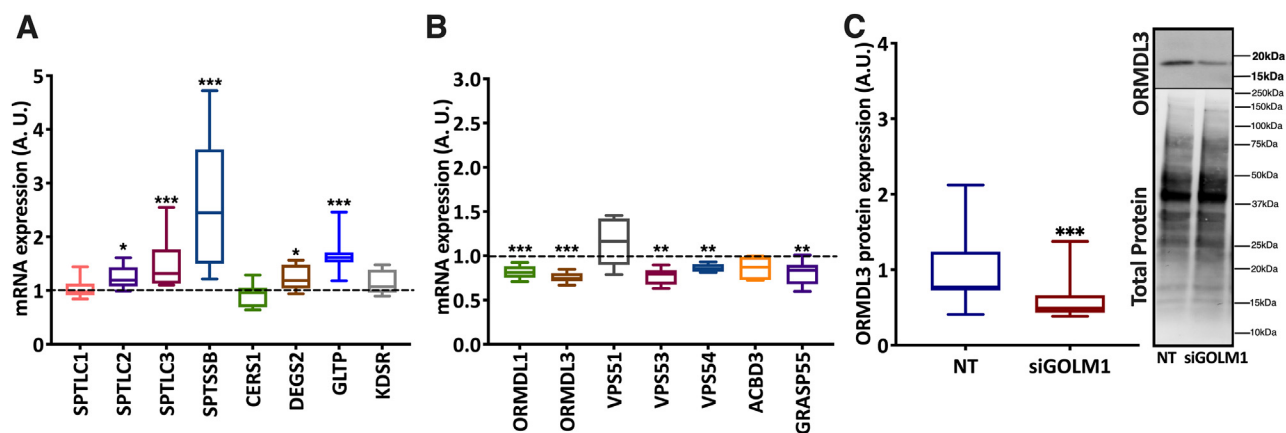 A
mRNA expression (A. U.)
5
4
3
2
1
0
*
***
***
*
***
SPTLC1
SPTLC2
SPTLC3
SPTSSB
CERS1
DEGS2
GLTP
KDSR
B
mRNA expression (A. U.)
3.0
2.5
2.0
1.5
1.0
0.5
0.0
***
***
**
**
**
ORMDL1
ORMDL3
VPS51
VPS53
VPS54
ACBD3
GRASP55
C
ORMDL3 protein expression (A.U.)
4
3
2
1
0
***
NT
siGOLM1
ORMDL3
Total Protein
20kDa
15kDa
250kDa
150kDa
100kDa
75kDa
50kDa
37kDa
25kDa
20kDa
15kDa
10kDa
NT siGOLM1